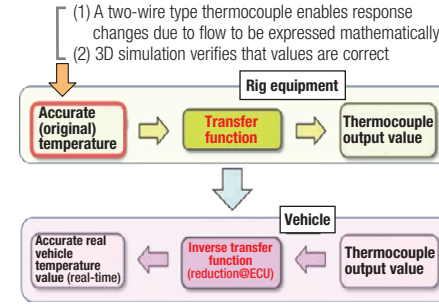 (1) A two-wire type thermocouple enables response
changes due to flow to be expressed mathematically
(2) 3D simulation verifies that values are correct
Rig equipment
Accurate
(original)
temperature
Transfer
function
Thermocouple
output value
Vehicle
Accurate real
vehicle
temperature
value (real-time)
Inverse transfer
function
(reduction@ECU)
Thermocouple
output value